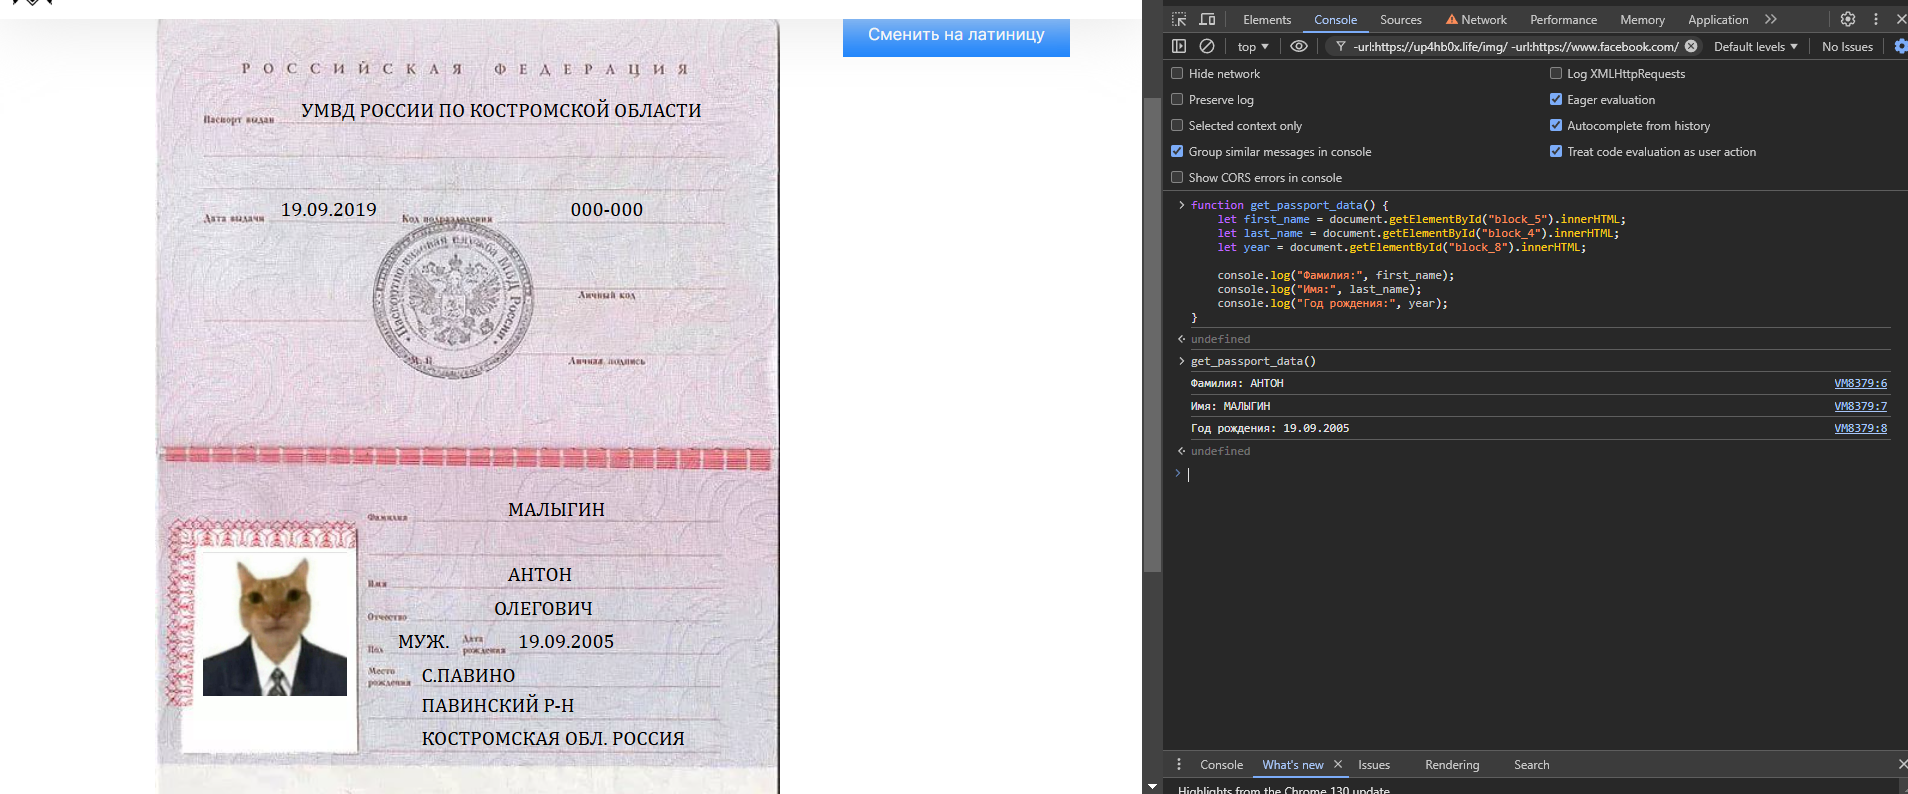 Сменить на латиницу
РОССИЙСКАЯ ФЕДЕРАЦИЯ
Паспорт выдан УМВД РОССИИ ПО КОСТРОМСКОЙ ОБЛАСТИ
Дата выдачи 19.09.2019 Код подразделения 000-000
Паспортно-визовая служба МВД России
Личный код
М. П. Личная подпись
Фамилия МАЛЫГИН
Имя АНТОН
Отчество ОЛЕГОВИЧ
Пол МУЖ. Дата рождения 19.09.2005
Место рождения С.ПАВИНО
ПАВИНСКИЙ Р-Н
КОСТРОМСКАЯ ОБЛ. РОССИЯ
Elements Console Sources Network Performance Memory Application
top -url:https://up4hb0x.life/img/ -url:https://www.facebook.com/ Default levels No Issues
Hide network Log XMLHttpRequests
Preserve log Eager evaluation
Selected context only Autocomplete from history
Group similar messages in console Treat code evaluation as user action
Show CORS errors in console
function get_passport_data() {
let first_name = document.getElementById("block_5").innerHTML;
let last_name = document.getElementById("block_4").innerHTML;
let year = document.getElementById("block_8").innerHTML;
console.log("Фамилия:", first_name);
console.log("Имя:", last_name);
console.log("Год рождения:", year);
}
undefined
get_passport_data()
Фамилия: АНТОН VM8379:6
Имя: МАЛЫГИН VM8379:7
Год рождения: 19.09.2005 VM8379:8
undefined
Console What's new Issues Rendering Search
Highlights from the Chrome 130 update